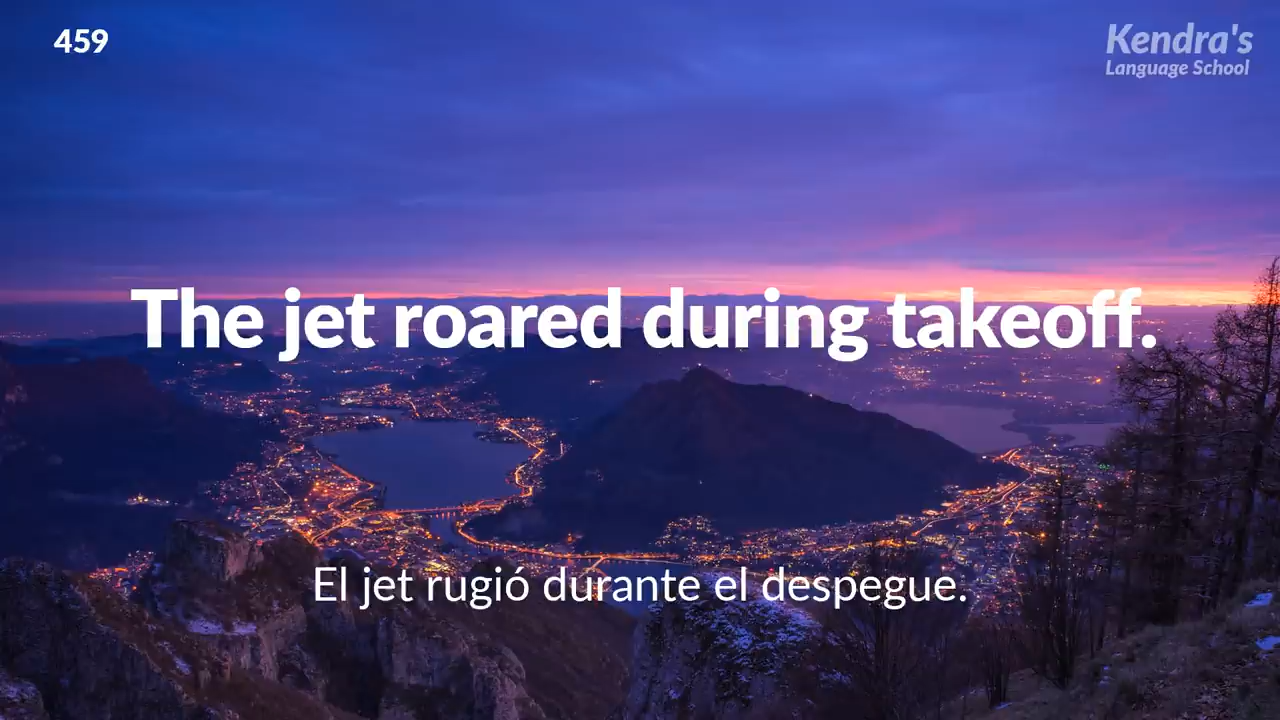 459
Kendra's
Language School
The jet roared during takeoff.
El jet rugió durante el despegue.